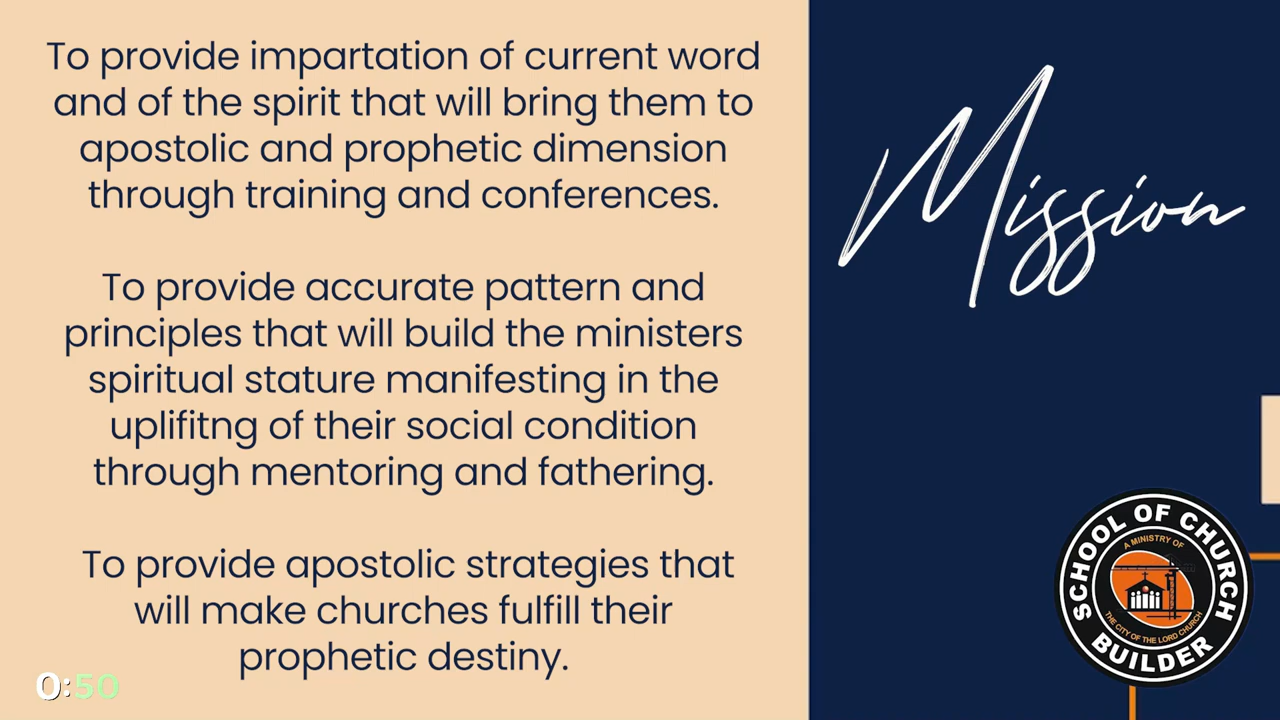 To provide impartation of current word
and of the spirit that will bring them to
apostolic and prophetic dimension
through training and conferences.
To provide accurate pattern and
principles that will build the ministers
spiritual stature manifesting in the
uplifitng of their social condition
through mentoring and fathering.
To provide apostolic strategies that
will make churches fulfill their
prophetic destiny.
0:50
Mission
SCHOOL OF CHURCH
A MINISTRY OF
THE CITY OF THE LORD CHURCH
BUILDER